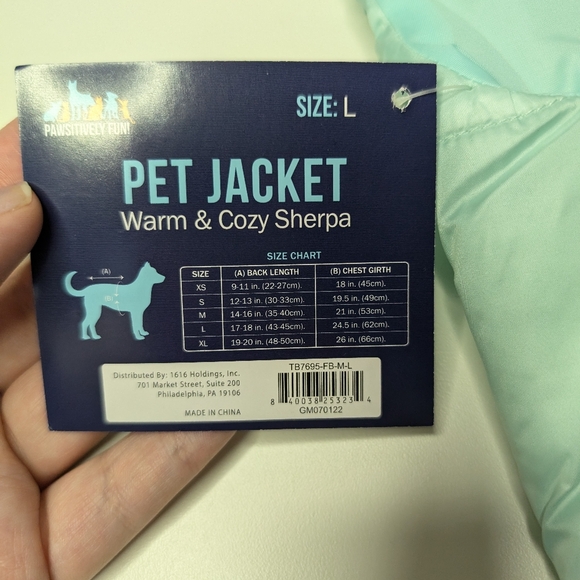 PAWSITIVELY FUN!
SIZE: L
PET JACKET
Warm & Cozy Sherpa
SIZE CHART
SIZE (A) BACK LENGTH (B) CHEST GIRTH
XS 9-11 in. (22-27cm). 18 in. (45cm).
S 12-13 in. (30-33cm). 19.5 in. (49cm).
M 14-16 in. (35-40cm). 21 in. (53cm).
L 17-18 in. (43-45cm). 24.5 in. (62cm).
XL 19-20 in. (48-50cm). 26 in. (66cm).
(A)
Distributed By: 1616 Holdings, Inc.
701 Market Street, Suite 200
Philadelphia, PA 19106
MADE IN CHINA
TB7695-FB-M-L
8 40038 25323 4
GM070122